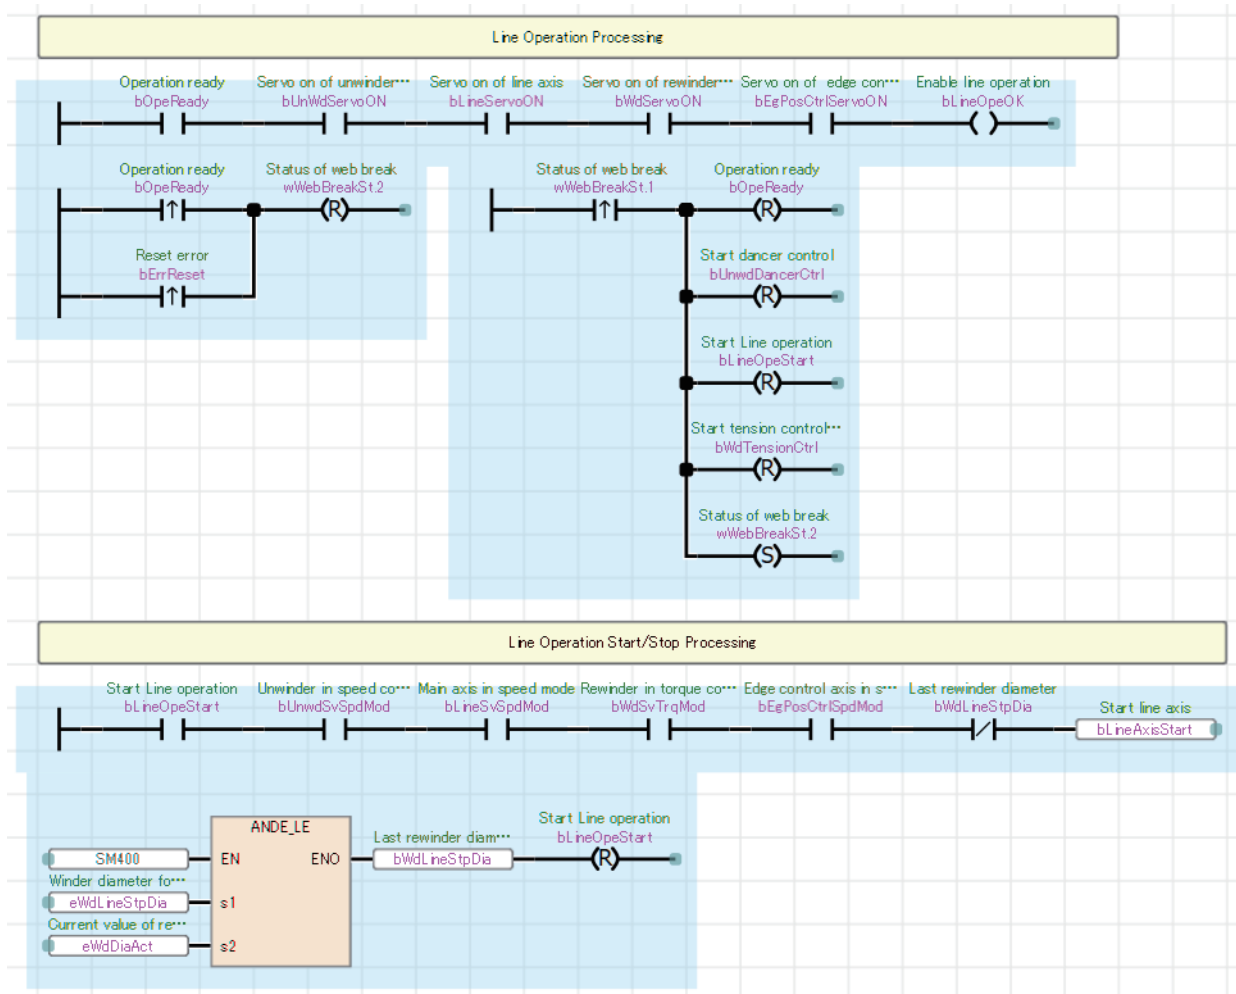 Line Operation Processing
Operation ready Servo on of unwinder··· Servo on of line axis Servo on of rewinder··· Servo on of edge con··· Enable line operation
bOpeReady bUnWdServoON bLineServoON bWdServoON bEgPosCtrlServoON bLineOpeOK
Operation ready Status of web break Status of web break Operation ready
bOpeReady wWebBreakSt.2 wWebBreakSt.1 bOpeReady
(R) (R)
Reset error Start dancer control
bErrReset bUnwdDancerCtrl
(R)
Start Line operation
bLineOpeStart
(R)
Start tension control···
bWdTensionCtrl
(R)
Status of web break
wWebBreakSt.2
(S)
Line Operation Start/Stop Processing
Start Line operation Unwinder in speed co··· Main axis in speed mode Rewinder in torque co··· Edge control axis in s··· Last rewinder diameter
bLineOpeStart bUnwdSvSpdMod bLineSvSpdMod bWdSvTrqMod bEgPosCtrlSpdMod bWdLineStpDia
Start line axis
bLineAxisStart
ANDE_LE
Start Line operation
Last rewinder diam··· bLineOpeStart
SM400 EN ENO bWdLineStpDia (R)
Winder diameter fo···
eWdLineStpDia s1
Current value of re···
eWdDiaAct s2